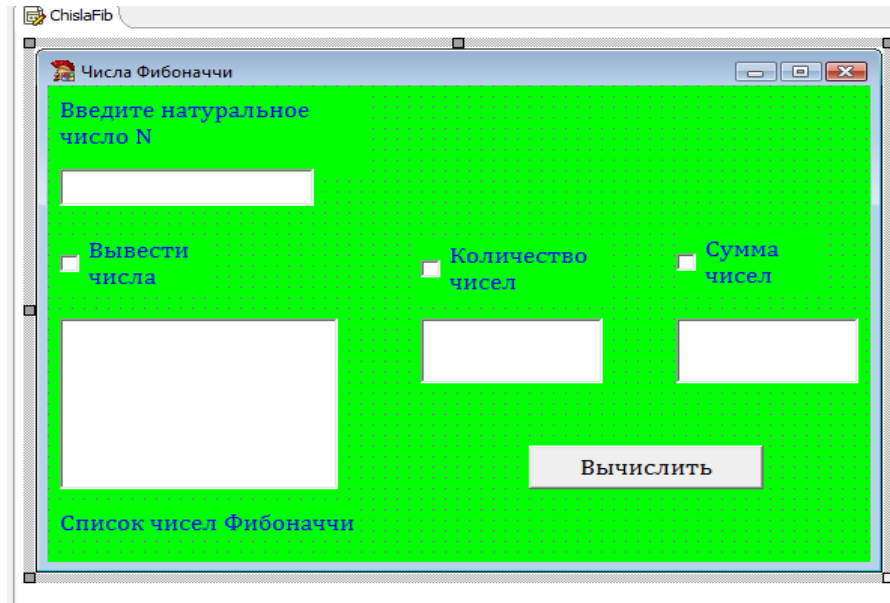 ChislaFib
Числа Фибоначчи
Введите натуральное
число N
Вывести
числа
Количество
чисел
Сумма
чисел
Вычислить
Список чисел Фибоначчи